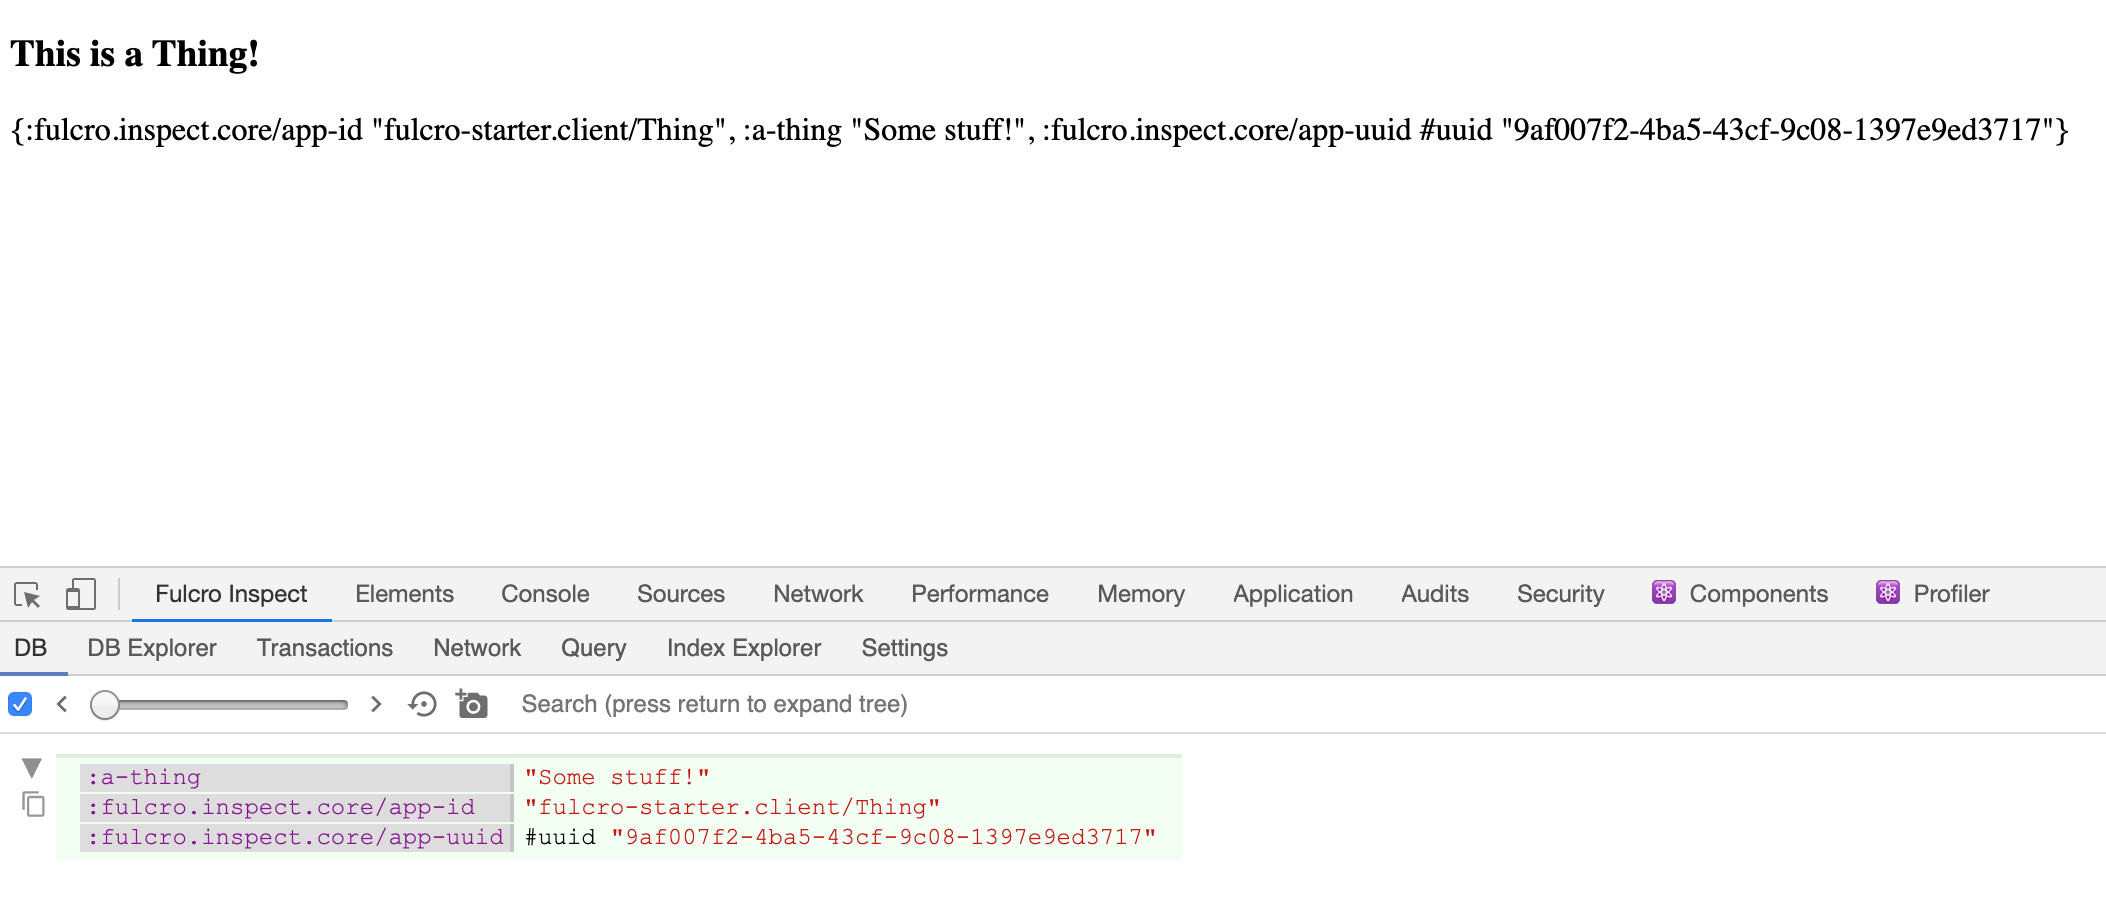 This is a Thing!
{:fulcro.inspect.core/app-id "fulcro-starter.client/Thing", :a-thing "Some stuff!", :fulcro.inspect.core/app-uuid #uuid "9af007f2-4ba5-43cf-9c08-1397e9ed3717"}
Fulcro Inspect Elements Console Sources Network Performance Memory Application Audits Security Components Profiler
DB DB Explorer Transactions Network Query Index Explorer Settings
Search (press return to expand tree)
:a-thing "Some stuff!"
:fulcro.inspect.core/app-id "fulcro-starter.client/Thing"
:fulcro.inspect.core/app-uuid #uuid "9af007f2-4ba5-43cf-9c08-1397e9ed3717"